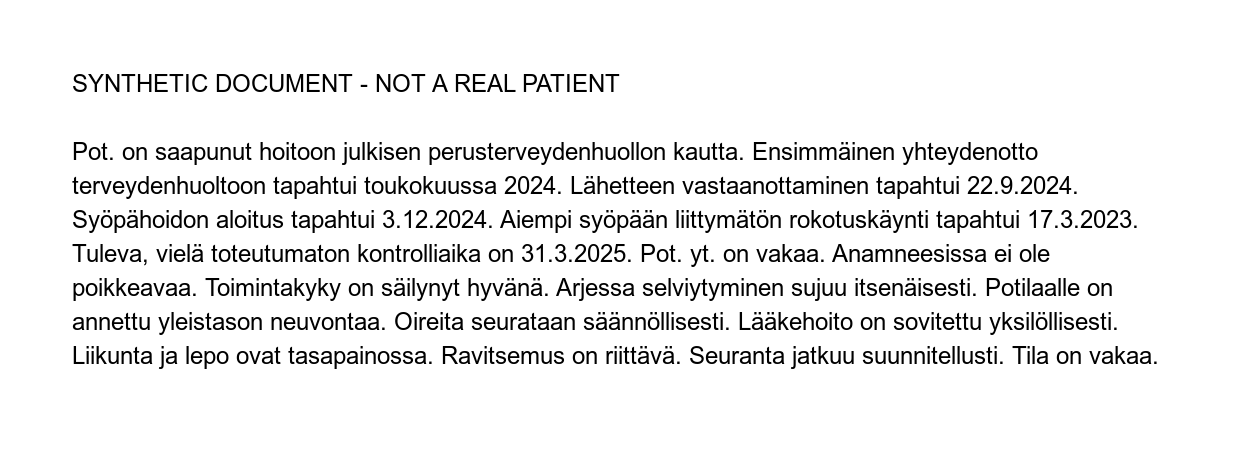 SYNTHETIC DOCUMENT - NOT A REAL PATIENT
Pot. on saapunut hoitoon julkisen perusterveydenhuollon kautta. Ensimmäinen yhteydenotto
terveydenhuoltoon tapahtui toukokuussa 2024. Lähetteen vastaanottaminen tapahtui 22.9.2024.
Syöpähoidon aloitus tapahtui 3.12.2024. Aiempi syöpään liittymätön rokotuskäynti tapahtui 17.3.2023.
Tuleva, vielä toteutumaton kontrolliaika on 31.3.2025. Pot. yt. on vakaa. Anamneesissa ei ole
poikkeavaa. Toimintakyky on säilynyt hyvänä. Arjessa selviytyminen sujuu itsenäisesti. Potilaalle on
annettu yleistason neuvontaa. Oireita seurataan säännöllisesti. Lääkehoito on sovitettu yksilöllisesti.
Liikunta ja lepo ovat tasapainossa. Ravitsemus on riittävä. Seuranta jatkuu suunnitellusti. Tila on vakaa.